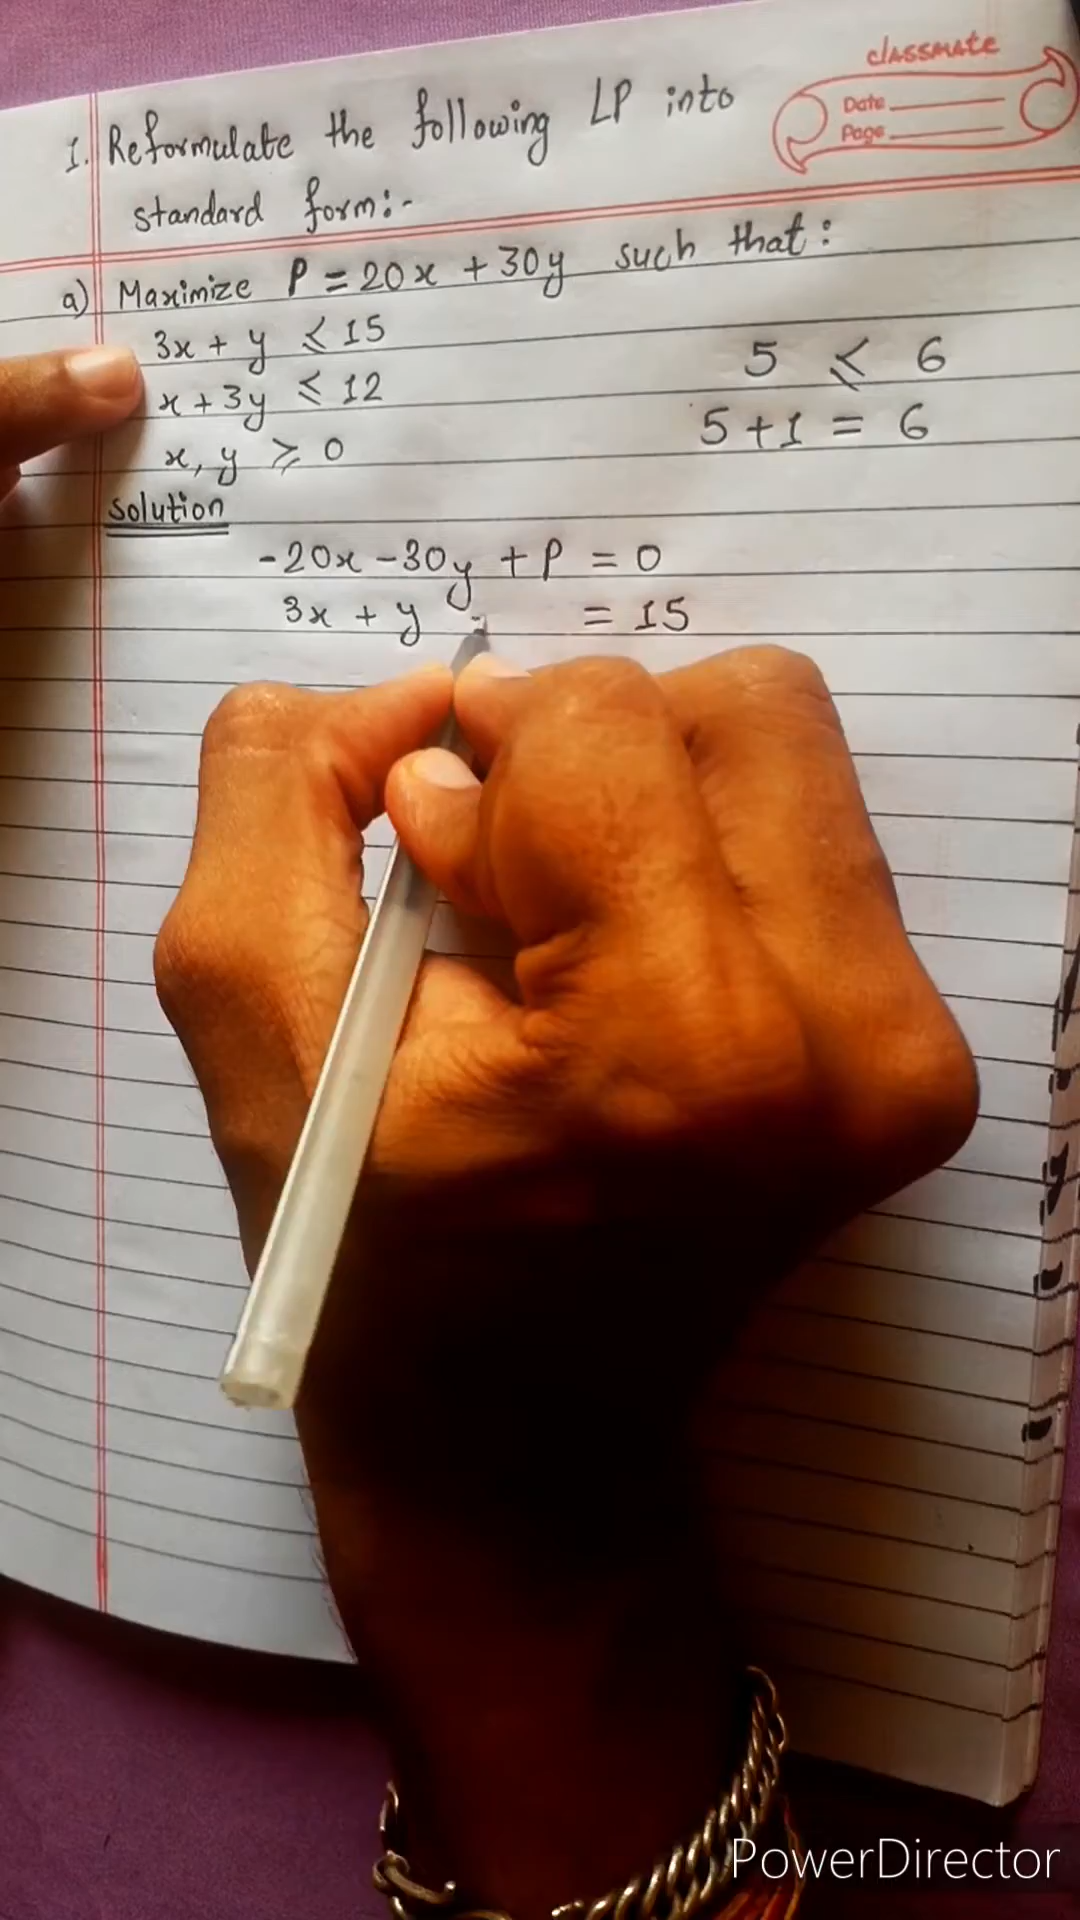 classmate
Date
Page
1. Reformulate the following LP into
standard form:-
a) Maximize P = 20x + 30y such that:
3x + y ⩽ 15
x + 3y ⩽ 12
x, y ⩾ 0
5 ⩽ 6
5 + 1 = 6
solution
-20x - 30y + P = 0
3x + y = 15
PowerDirector